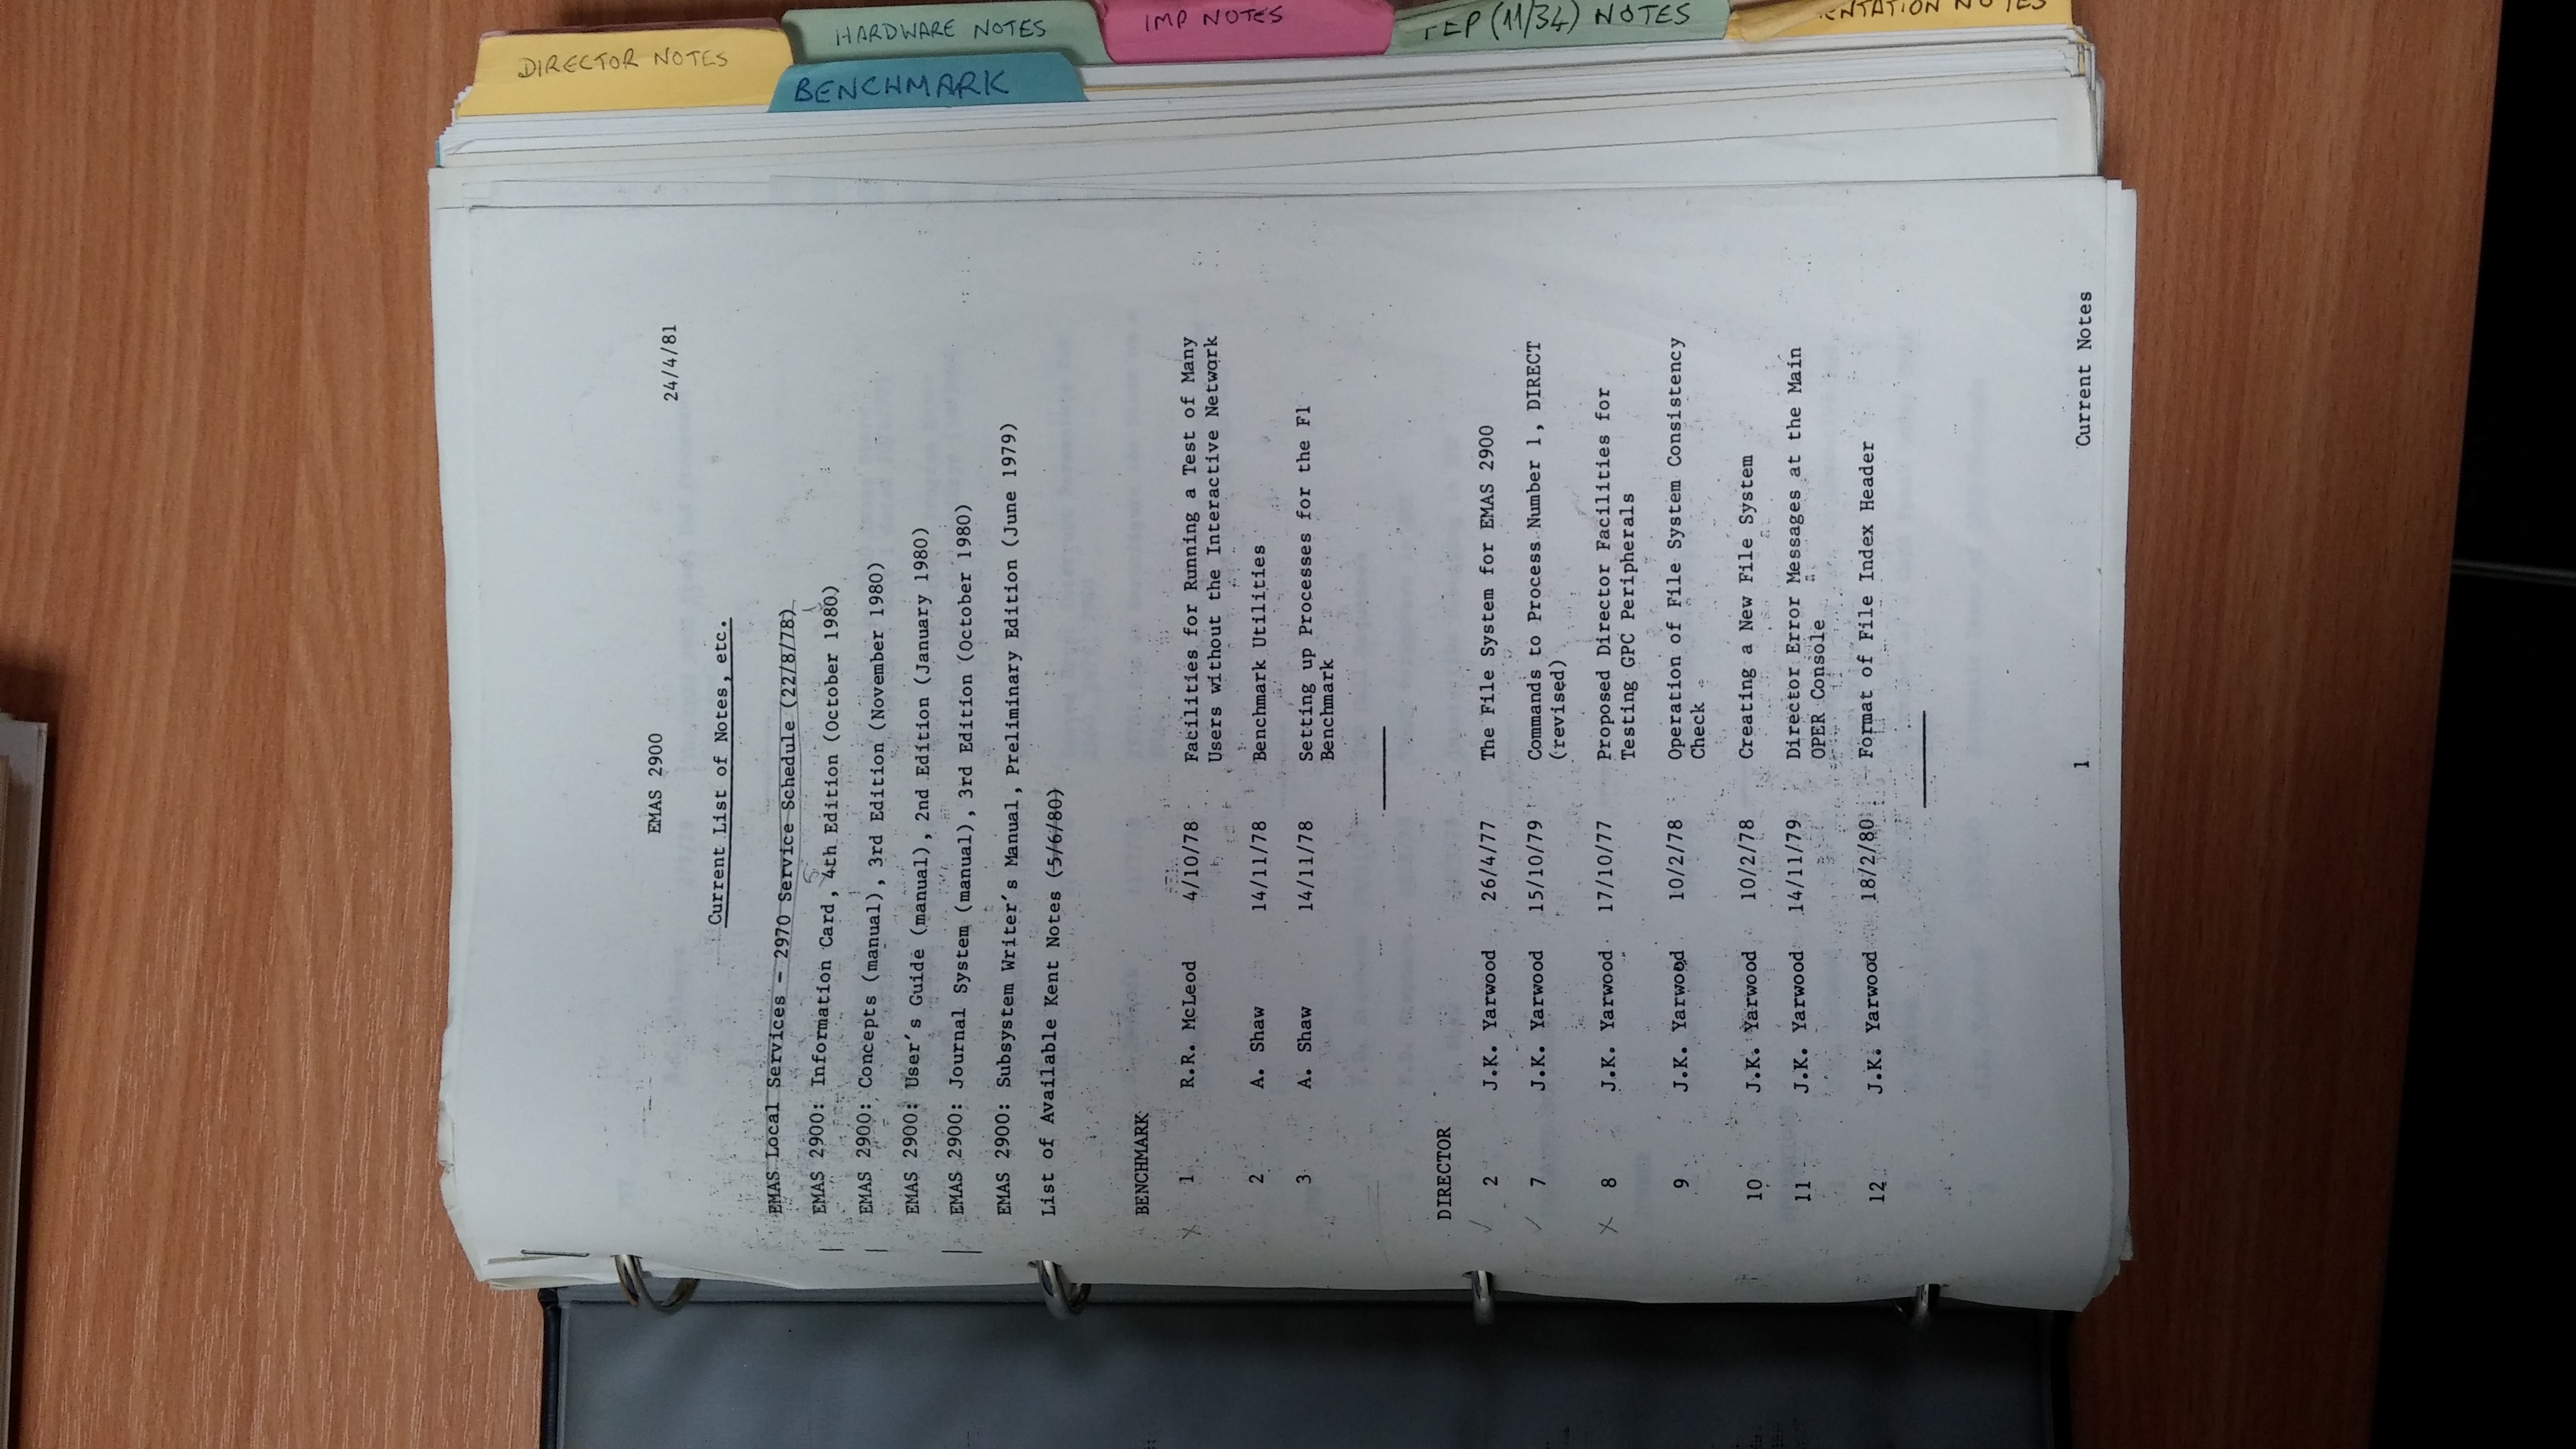 DIRECTOR NOTES
HARDWARE NOTES
IMP NOTES
FEP (11/34) NOTES
NOTES
BENCHMARK
24/4/81
EMAS 2900
Current List of Notes, etc.
EMAS Local Services - 2970 Service Schedule (22/8/78)
EMAS 2900: Information Card, 4th Edition (October 1980)
5
EMAS 2900: Concepts (manual), 3rd Edition (November 1980)
EMAS 2900: User's Guide (manual), 2nd Edition (January 1980)
EMAS 2900: Journal System (manual), 3rd Edition (October 1980)
EMAS 2900: Subsystem Writer's Manual, Preliminary Edition (June 1979)
List of Available Kent Notes (5/6/80)
BENCHMARK
x 1 R.R. McLeod 4/10/78 Facilities for Running a Test of Many
Users without the Interactive Network
2 A. Shaw 14/11/78 Benchmark Utilities
3 A. Shaw 14/11/78 Setting up Processes for the F1
Benchmark
DIRECTOR
✓ 2 J.K. Yarwood 26/4/77 The File System for EMAS 2900
✓ 7 J.K. Yarwood 15/10/79 Commands to Process Number 1, DIRECT
(revised)
x 8 J.K. Yarwood 17/10/77 Proposed Director Facilities for
Testing GPC Peripherals
9 J.K. Yarwood 10/2/78 Operation of File System Consistency
Check
10 J.K. Yarwood 10/2/78 Creating a New File System
11 J.K. Yarwood 14/11/79 Director Error Messages at the Main
OPER Console
12 J.K. Yarwood 18/2/80 Format of File Index Header
1 Current Notes